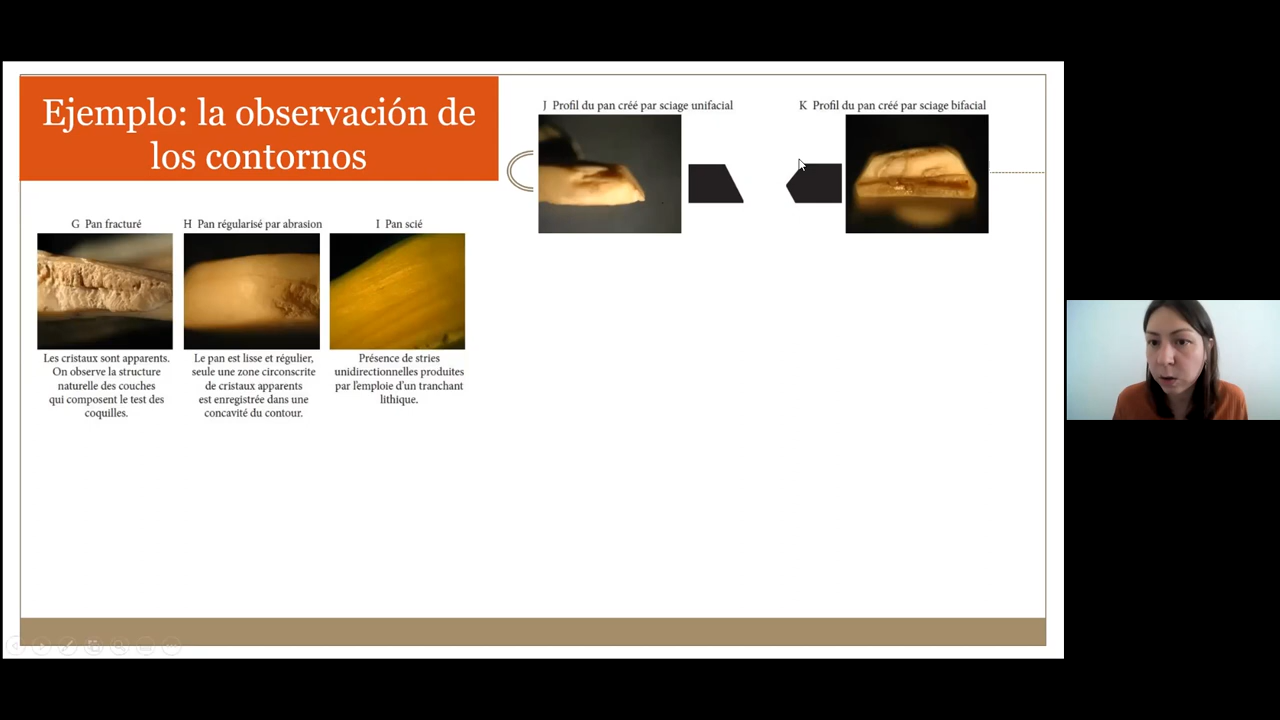 Ejemplo: la observación de
los contornos
J Profil du pan créé par sciage unifacial
K Profil du pan créé par sciage bifacial
G Pan fracturé
H Pan régularisé par abrasion
I Pan scié
Les cristaux sont apparents.
On observe la structure
naturelle des couches
qui composent le test des
coquilles.
Le pan est lisse et régulier,
seule une zone circonscrite
de cristaux apparents
est enregistrée dans une
concavité du contour.
Présence de stries
unidirectionnelles produites
par l'emploie d'un tranchant
lithique.